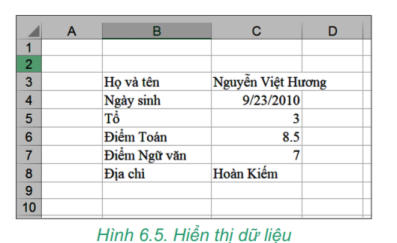 A B C D
1
2
3 Họ và tên Nguyễn Việt Hương
4 Ngày sinh 9/23/2010
5 Tổ 3
6 Điểm Toán 8.5
7 Điểm Ngữ văn 7
8 Địa chỉ Hoàn Kiếm
9
10
Hình 6.5. Hiển thị dữ liệu